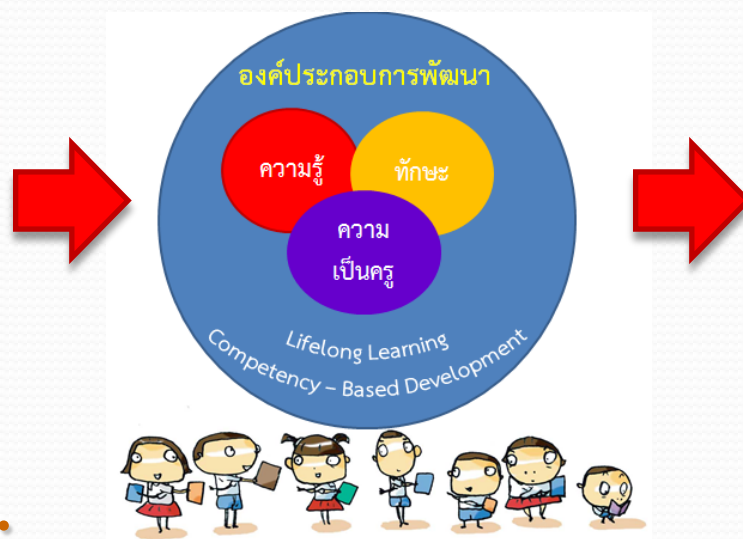 องค์ประกอบการพัฒนา
ความรู้
ทักษะ
ความ
เป็นครู
Lifelong Learning
Competency – Based Development